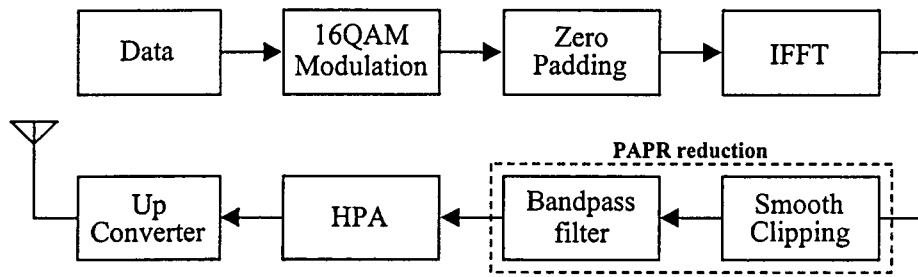 Data
16QAM
Modulation
Zero
Padding
IFFT
PAPR reduction
Up
Converter
HPA
Bandpass
filter
Smooth
Clipping